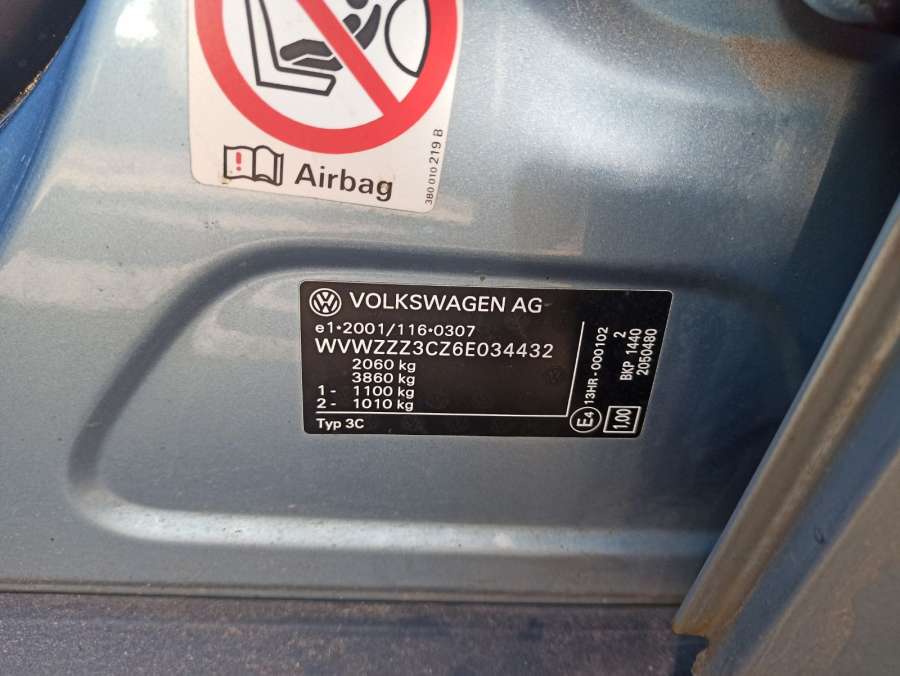 Airbag
3B0 010 219 B
VOLKSWAGEN AG
e1•2001/116•0307
WVWZZZ3CZ6E034432
2060 kg
3860 kg
1 - 1100 kg
2 - 1010 kg
Typ 3C
E4
13HR-000102
1,00
2
BKP 1440
2050480